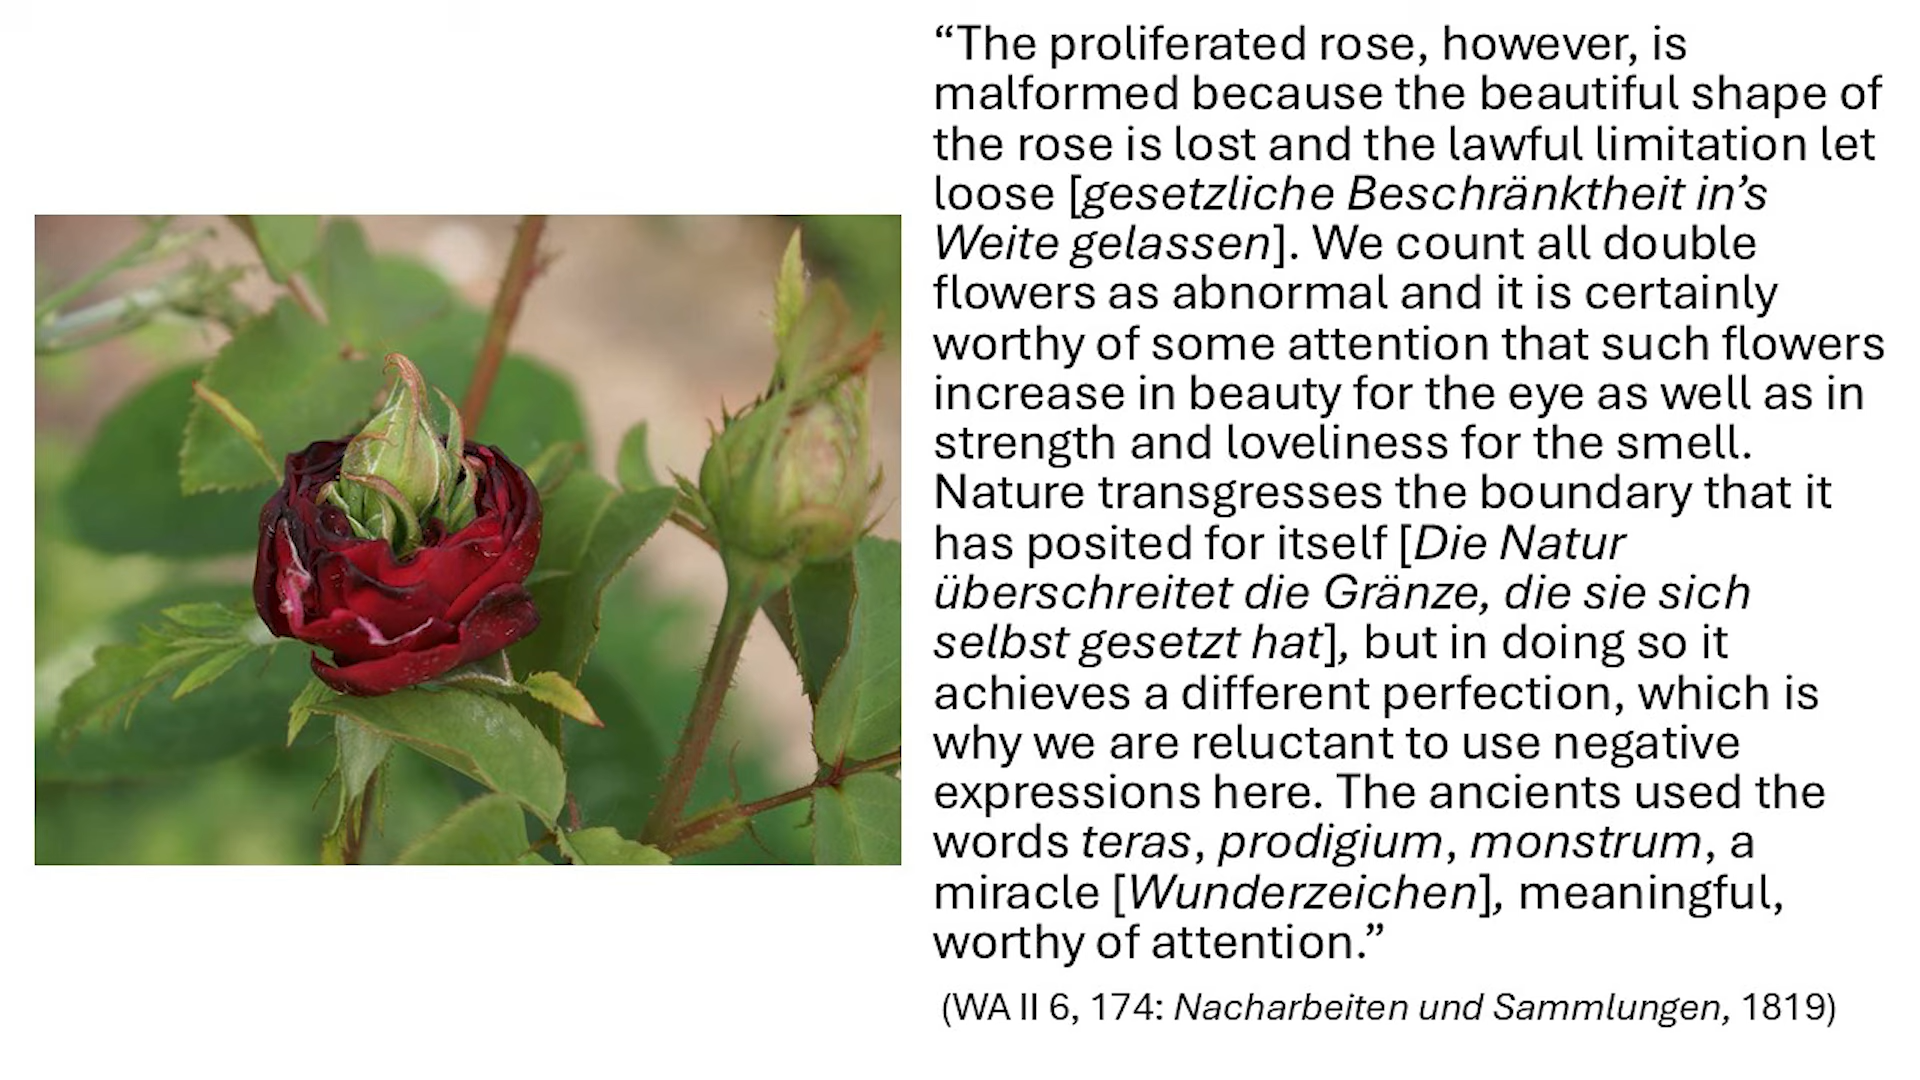 “The proliferated rose, however, is
malformed because the beautiful shape of
the rose is lost and the lawful limitation let
loose [gesetzliche Beschränktheit in’s
Weite gelassen]. We count all double
flowers as abnormal and it is certainly
worthy of some attention that such flowers
increase in beauty for the eye as well as in
strength and loveliness for the smell.
Nature transgresses the boundary that it
has posited for itself [Die Natur
überschreitet die Gränze, die sie sich
selbst gesetzt hat], but in doing so it
achieves a different perfection, which is
why we are reluctant to use negative
expressions here. The ancients used the
words teras, prodigium, monstrum, a
miracle [Wunderzeichen], meaningful,
worthy of attention.”
(WA II 6, 174: Nacharbeiten und Sammlungen, 1819)